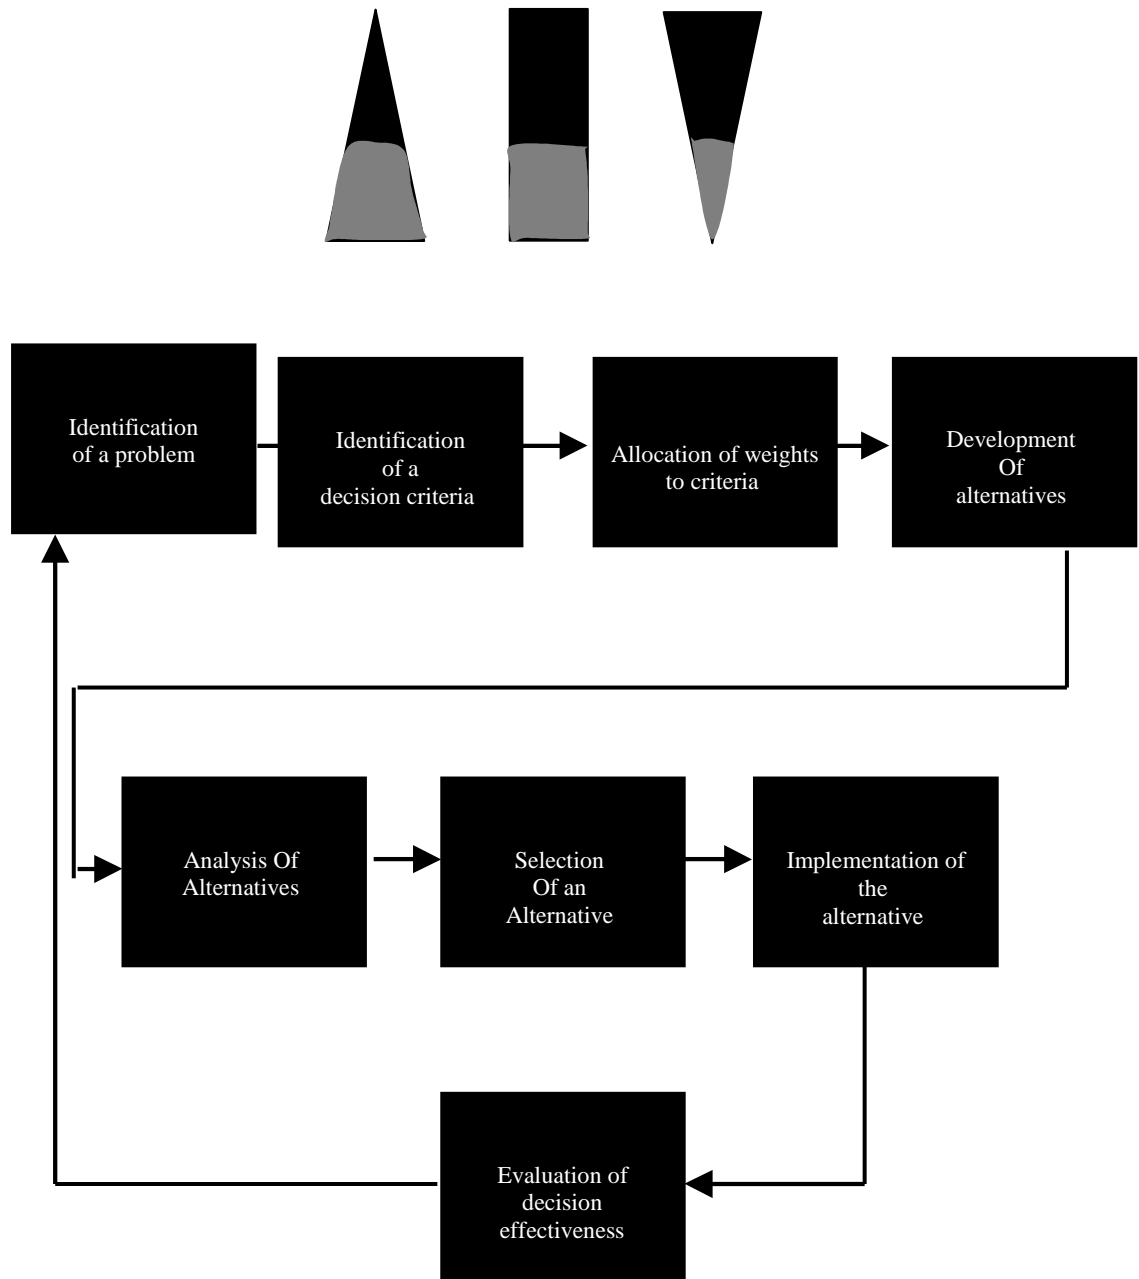 Identification
of a problem
Identification
of a
decision criteria
Allocation of weights
to criteria
Development
Of
alternatives
Analysis Of
Alternatives
Selection
Of an
Alternative
Implementation of
the
alternative
Evaluation of
decision
effectiveness